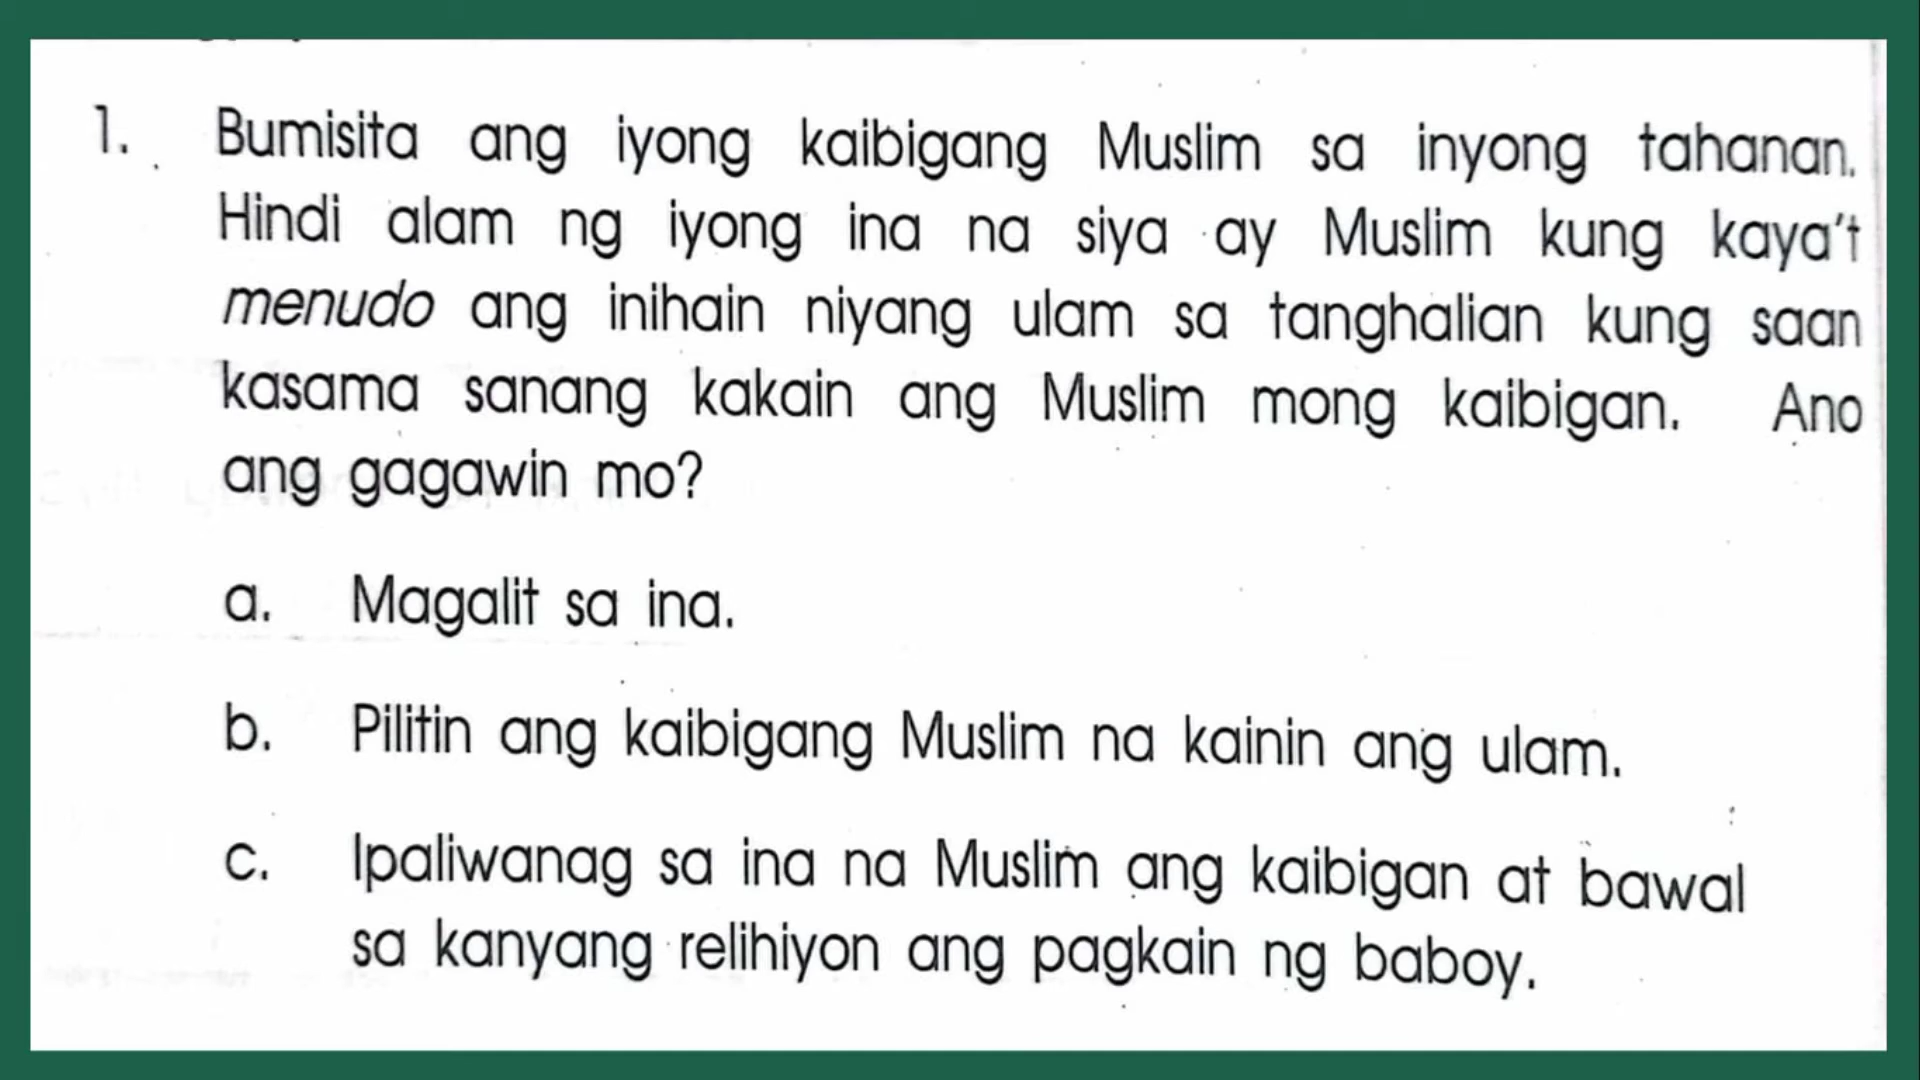 1. Bumisita ang iyong kaibigang Muslim sa inyong tahanan.
Hindi alam ng iyong ina na siya ay Muslim kung kaya't
menudo ang inihain niyang ulam sa tanghalian kung saan
kasama sanang kakain ang Muslim mong kaibigan. Ano
ang gagawin mo?
a. Magalit sa ina.
b. Pilitin ang kaibigang Muslim na kainin ang ulam.
c. Ipaliwanag sa ina na Muslim ang kaibigan at bawal
sa kanyang relihiyon ang pagkain ng baboy.